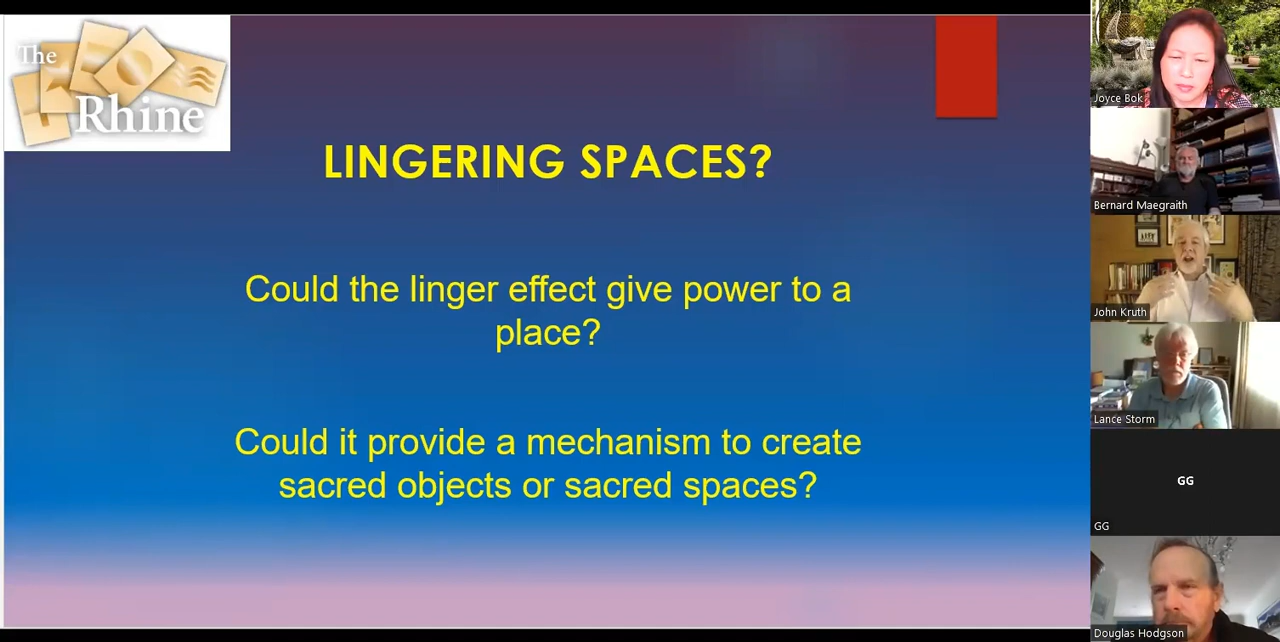 The
Rhine
LINGERING SPACES?
Could the linger effect give power to a
place?
Could it provide a mechanism to create
sacred objects or sacred spaces?
Joyce Bok
Bernard Maegraith
John Kruth
Lance Storm
GG
GG
Douglas Hodgson